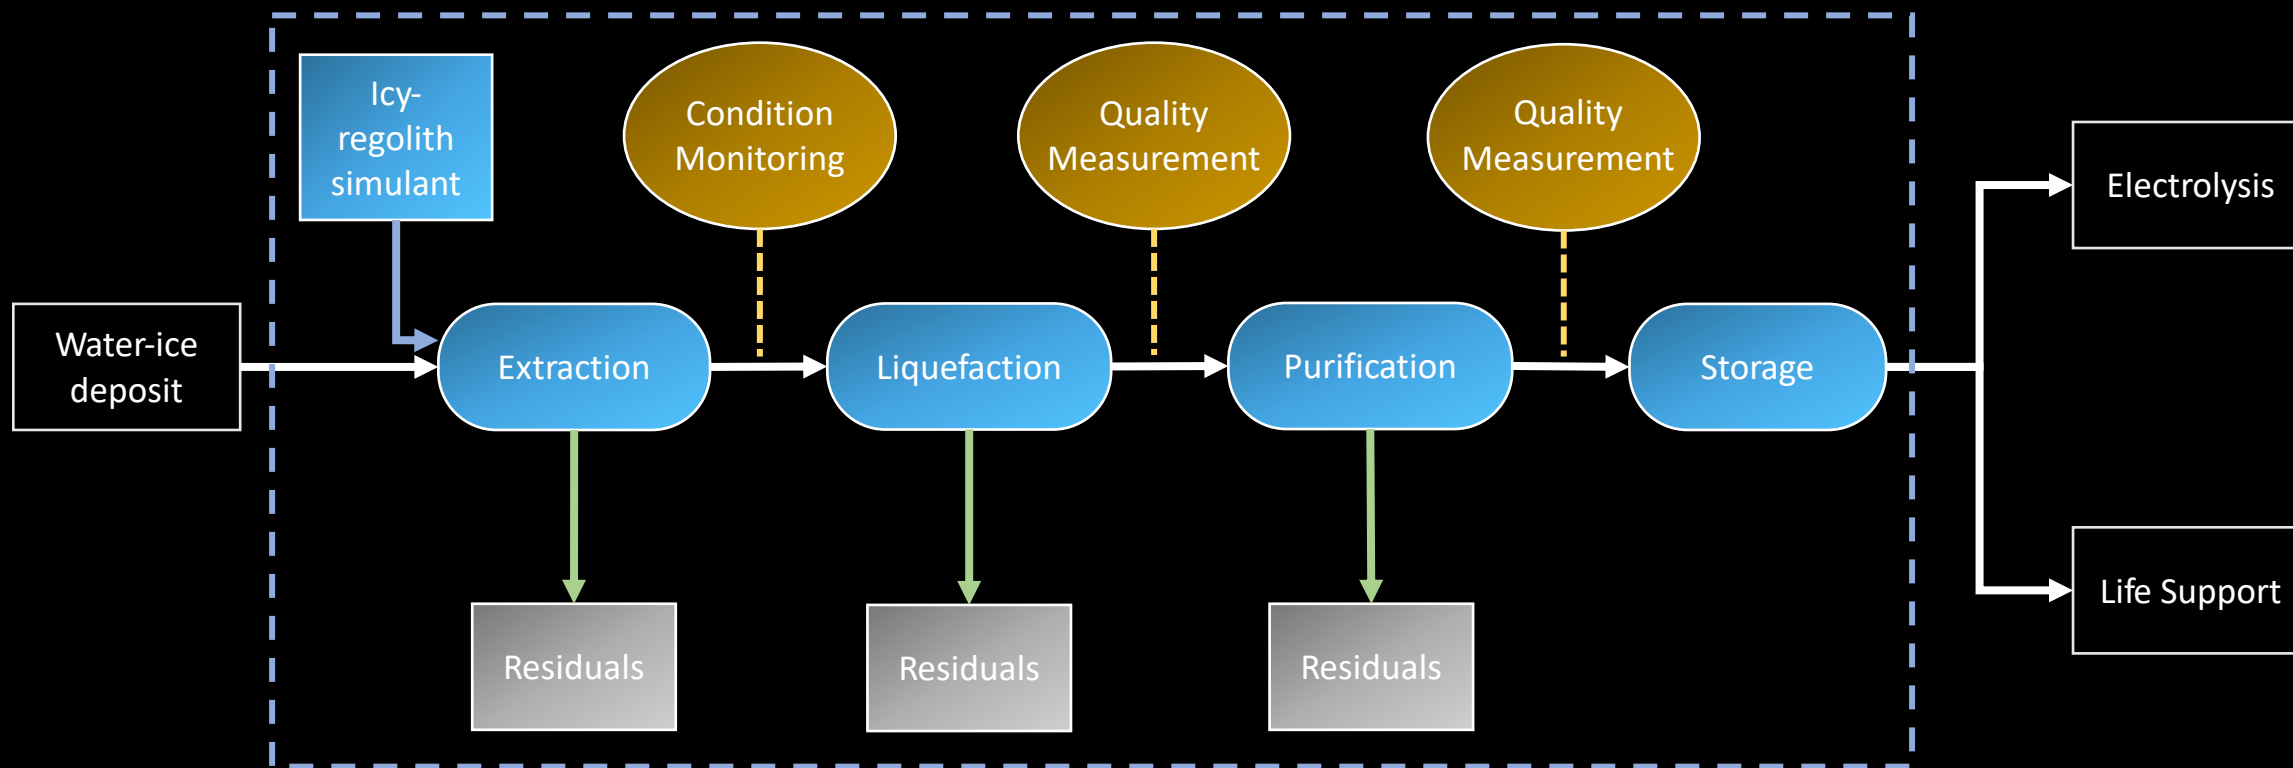 Icy-
regolith
simulant
Condition
Monitoring
Quality
Measurement
Quality
Measurement
Electrolysis
Water-ice
deposit
Extraction
Liquefaction
Purification
Storage
Life Support
Residuals
Residuals
Residuals